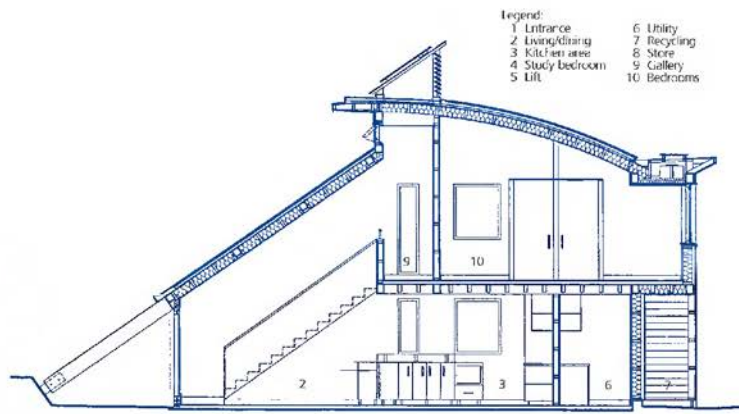 Legend:
1 Entrance
2 Living/dining
3 Kitchen area
4 Study bedroom
5 Lift
6 Utility
7 Recycling
8 Store
9 Gallery
10 Bedrooms
9
10
2
3
6
7